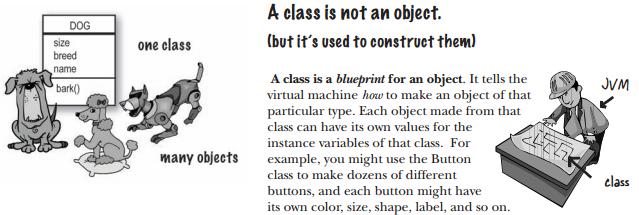 DOG
size
breed
name
bark()
one class
many objects
A class is not an object.
(but it's used to construct them)
A class is a blueprint for an object. It tells the
virtual machine how to make an object of that
particular type. Each object made from that
class can have its own values for the
instance variables of that class. For
example, you might use the Button
class to make dozens of different
buttons, and each button might have
its own color, size, shape, label, and so on.
JVM
class